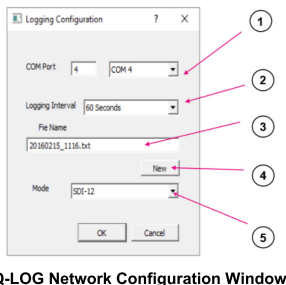 Logging Configuration ? X
1
COM Port 4 COM 4
2
Logging Interval 60 Seconds
3
Fie Name
20160215_1116.txt
New 4
Mode SDI-12
OK Cancel 5
Q-LOG Network Configuration Window